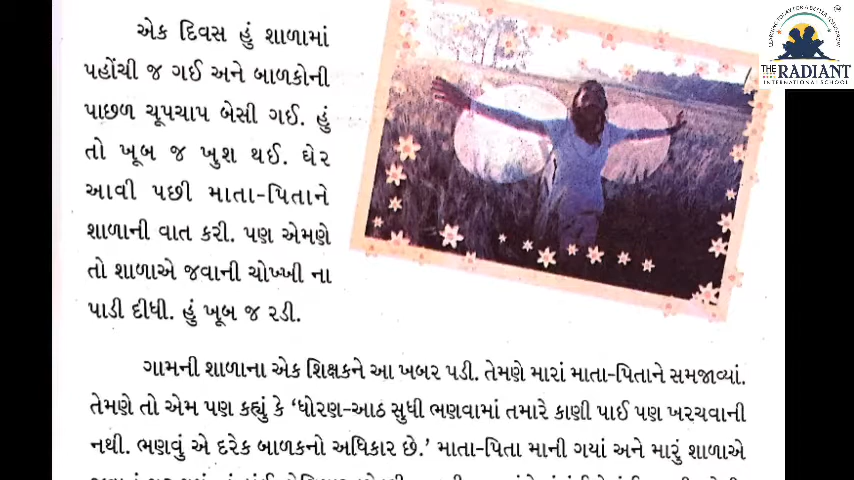 એક દિવસ હું શાળામાં
પહોંચી જ ગઈ અને બાળકોની
પાછળ ચૂપચાપ બેસી ગઈ. હું
તો ખૂબ જ ખુશ થઈ. ઘેર
આવી પછી માતા-પિતાને
શાળાની વાત કરી. પણ એમણે
તો શાળાએ જવાની ચોખ્ખી ના
પાડી દીધી. હું ખૂબ જ રડી.
THE RADIANT
INTERNATIONAL SCHOOL
ગામની શાળાના એક શિક્ષકને આ ખબર પડી. તેમણે મારાં માતા-પિતાને સમજાવ્યાં.
તેમણે તો એમ પણ કહ્યું કે ‘ધોરણ-આઠ સુધી ભણવામાં તમારે કાણી પાઈ પણ ખરચવાની
નથી. ભણવું એ દરેક બાળકનો અધિકાર છે.’ માતા-પિતા માની ગયાં અને મારું શાળાએ